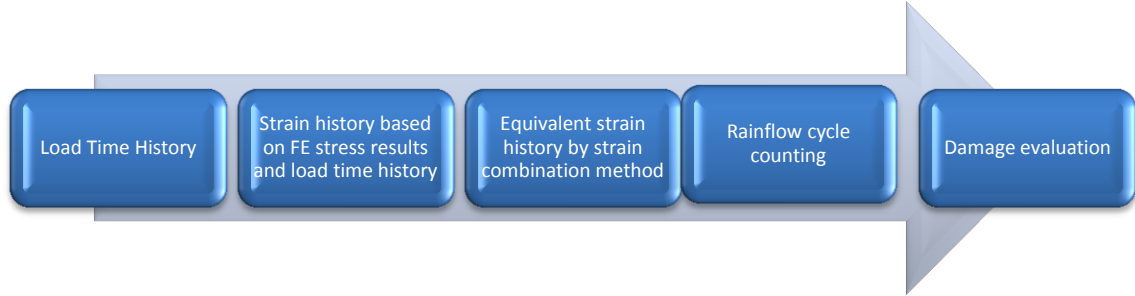 Load Time History
Strain history based
on FE stress results
and load time history
Equivalent strain
history by strain
combination method
Rainflow cycle
counting
Damage evaluation